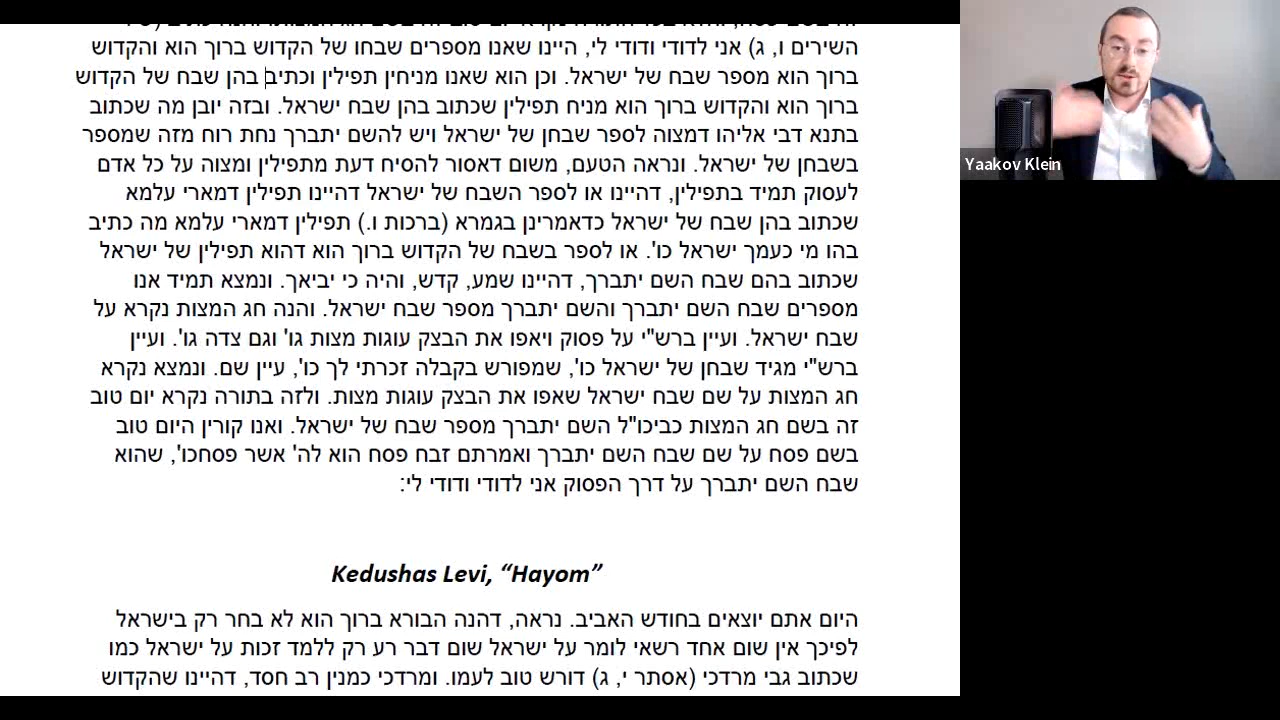 השירים ו, ג) אני לדודי ודודי לי, היינו שאנו מספרים שבחו של הקדוש ברוך הוא והקדוש
ברוך הוא מספר שבח של ישראל. וכן הוא שאנו מניחין תפילין וכתיב בהן שבח של הקדוש
ברוך הוא והקדוש ברוך הוא מניח תפילין שכתוב בהן שבח ישראל. ובזה יובן מה שכתוב
בתנא דבי אליהו דמצוה לספר שבחן של ישראל ויש להשם יתברך נחת רוח מזה שמספר
בשבחן של ישראל. ונראה הטעם, משום דאסור להסיח דעת מתפילין ומצוה על כל אדם
לעסוק תמיד בתפילין, דהיינו או לספר השבח של ישראל דהיינו תפילין דמארי עלמא
שכתוב בהן שבח של ישראל כדאמרינן בגמרא (ברכות ו.) תפילין דמארי עלמא מה כתיב
בהו מי כעמך ישראל כו'. או לספר בשבח של הקדוש ברוך הוא דהוא תפילין של ישראל
שכתוב בהם שבח השם יתברך, דהיינו שמע, קדש, והיה כי יביאך. ונמצא תמיד אנו
מספרים שבח השם יתברך והשם יתברך מספר שבח ישראל. והנה חג המצות נקרא על
שבח ישראל. ועיין ברש"י על פסוק ויאפו את הבצק עוגות מצות גו' וגם צדה גו'. ועיין
ברש"י מגיד שבחן של ישראל כו', שמפורש בקבלה זכרתי לך כו', עיין שם. ונמצא נקרא
חג המצות על שם שבח ישראל שאפו את הבצק עוגות מצות. ולזה בתורה נקרא יום טוב
זה בשם חג המצות כביכו"ל השם יתברך מספר שבח של ישראל. ואנו קורין היום טוב
בשם פסח על שם שבח השם יתברך ואמרתם זבח פסח הוא לה' אשר פסחכו', שהוא
שבח השם יתברך על דרך הפסוק אני לדודי ודודי לי:
Kedushas Levi, “Hayom”
היום אתם יוצאים בחודש האביב. נראה, דהנה הבורא ברוך הוא לא בחר רק בישראל
לפיכך אין שום אחד רשאי לומר על ישראל שום דבר רע רק ללמד זכות על ישראל כמו
שכתוב גבי מרדכי (אסתר י, ג) דורש טוב לעמו. ומרדכי כמנין רב חסד, דהיינו שהקדוש
Yaakov Klein